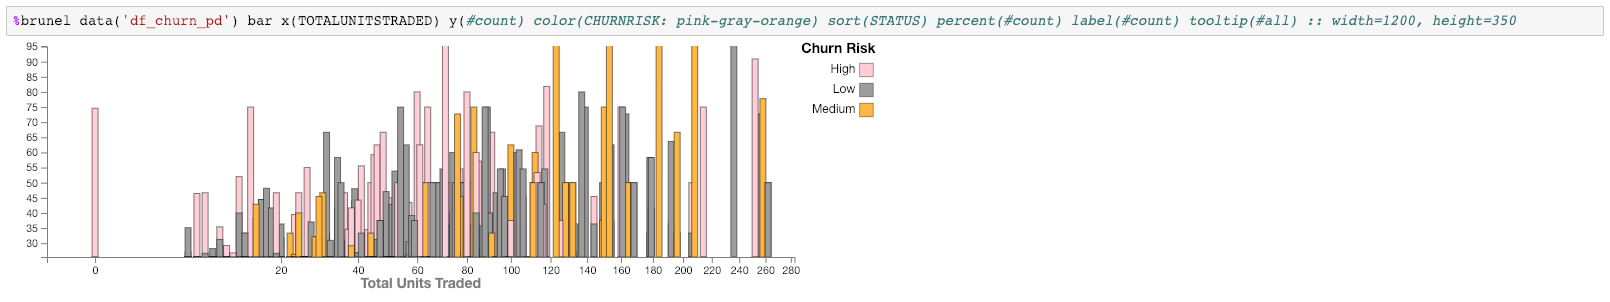 %brunel data('df_churn_pd') bar x(TOTALUNITSTRADED) y(#count) color(CHURNRISK: pink-gray-orange) sort(STATUS) percent(#count) label(#count) tooltip(#all) :: width=1200, height=350
95
90
85
80
75
70
65
60
55
50
45
40
35
30
0 20 40 60 80 100 120 140 160 180 200 220 240 260 280
Total Units Traded
Churn Risk
High
Low
Medium